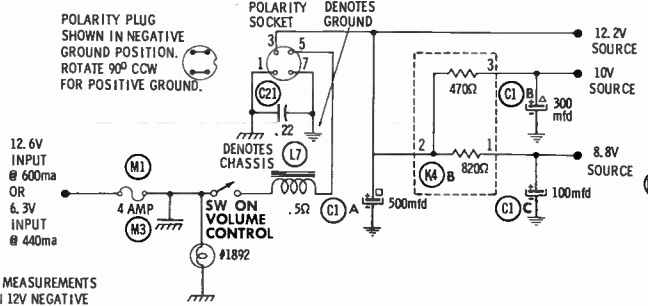 POLARITY PLUG
SHOWN IN NEGATIVE
GROUND POSITION.
ROTATE 90º CCW
FOR POSITIVE GROUND.
POLARITY
SOCKET
DENOTES
GROUND
3
5
1
7
C21
.22
DENOTES
CHASSIS
L7
.5Ω
12.6V
INPUT
@ 600ma
OR
6.3V
INPUT
@ 440ma
M1
4 AMP
M3
SW ON
VOLUME
CONTROL
#1892
C1 A
500mfd
2
3
470Ω
1
820Ω
K4 B
12.2V
SOURCE
10V
SOURCE
C1 B
300
mfd
8.8V
SOURCE
C1 C
100mfd
MEASUREMENTS
12V NEGATIVE